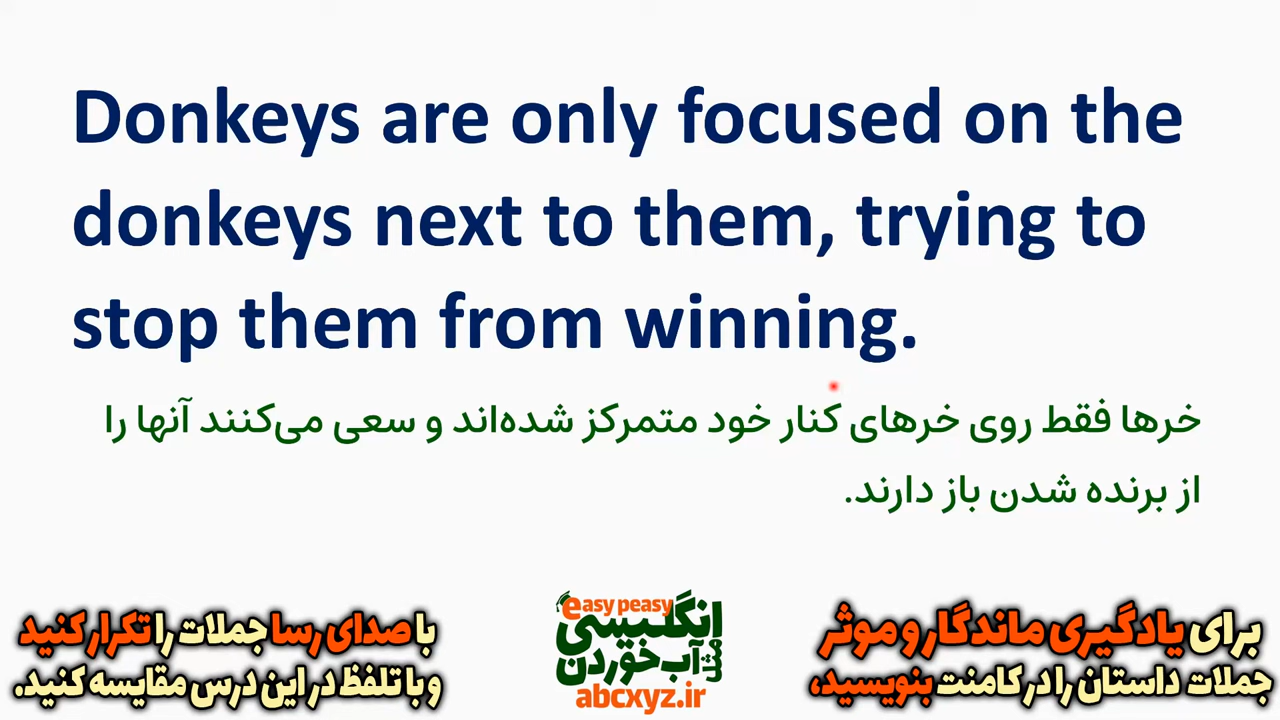 Donkeys are only focused on the
donkeys next to them, trying to
stop them from winning.
خرها فقط روی خرهای کنار خود متمرکز شده‌اند و سعی می‌کنند آنها را
از برنده شدن باز دارند.
برای یادگیری ماندگار و موثر
جملات داستان را در کامنت بنویسید،
easy peasy
انگلیسی
مثل آب خوردن
abcxyz.ir
با صدای رسا جملات را تکرار کنید
و با تلفظ در این درس مقایسه کنید.